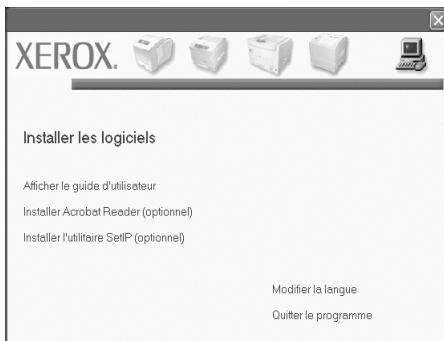 XEROX.
Installer les logiciels
Afficher le guide d'utilisateur
Installer Acrobat Reader (optionnel)
Installer l'utilitaire SetIP (optionnel)
Modifier la langue
Quitter le programme